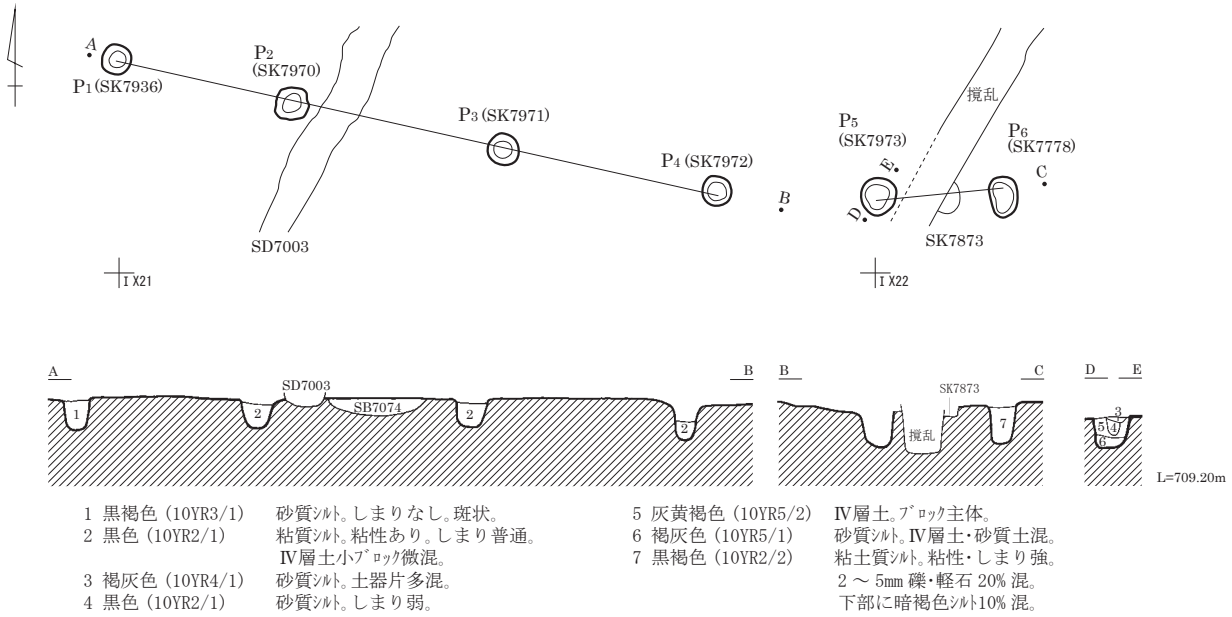 A
P1 (SK7936)
P2
(SK7970)
P3 (SK7971)
P4 (SK7972)
B
SD7003
I X21
撹乱
P5
(SK7973)
P6
(SK7778)
E
C
D
SK7873
I X22
A
SD7003
B
B
SK7873
C
D
E
1
2
SB7074
2
2
撹乱
7
3
5
4
6
L=709.20m
1 黒褐色 (10YR3/1) 砂質シルト。しまりなし。斑状。
2 黒色 (10YR2/1) 粘質シルト。粘性あり。しまり普通。
Ⅳ層土小ブロック微混。
3 褐灰色 (10YR4/1) 砂質シルト。土器片多混。
4 黒色 (10YR2/1) 砂質シルト。しまり弱。
5 灰黄褐色 (10YR5/2) Ⅳ層土。ブロック主体。
6 褐灰色 (10YR5/1) 砂質シルト。Ⅳ層土・砂質土混。
7 黒褐色 (10YR2/2) 粘土質シルト。粘性・しまり強。
2 ～ 5mm 礫・軽石 20% 混。
下部に暗褐色シルト10% 混。